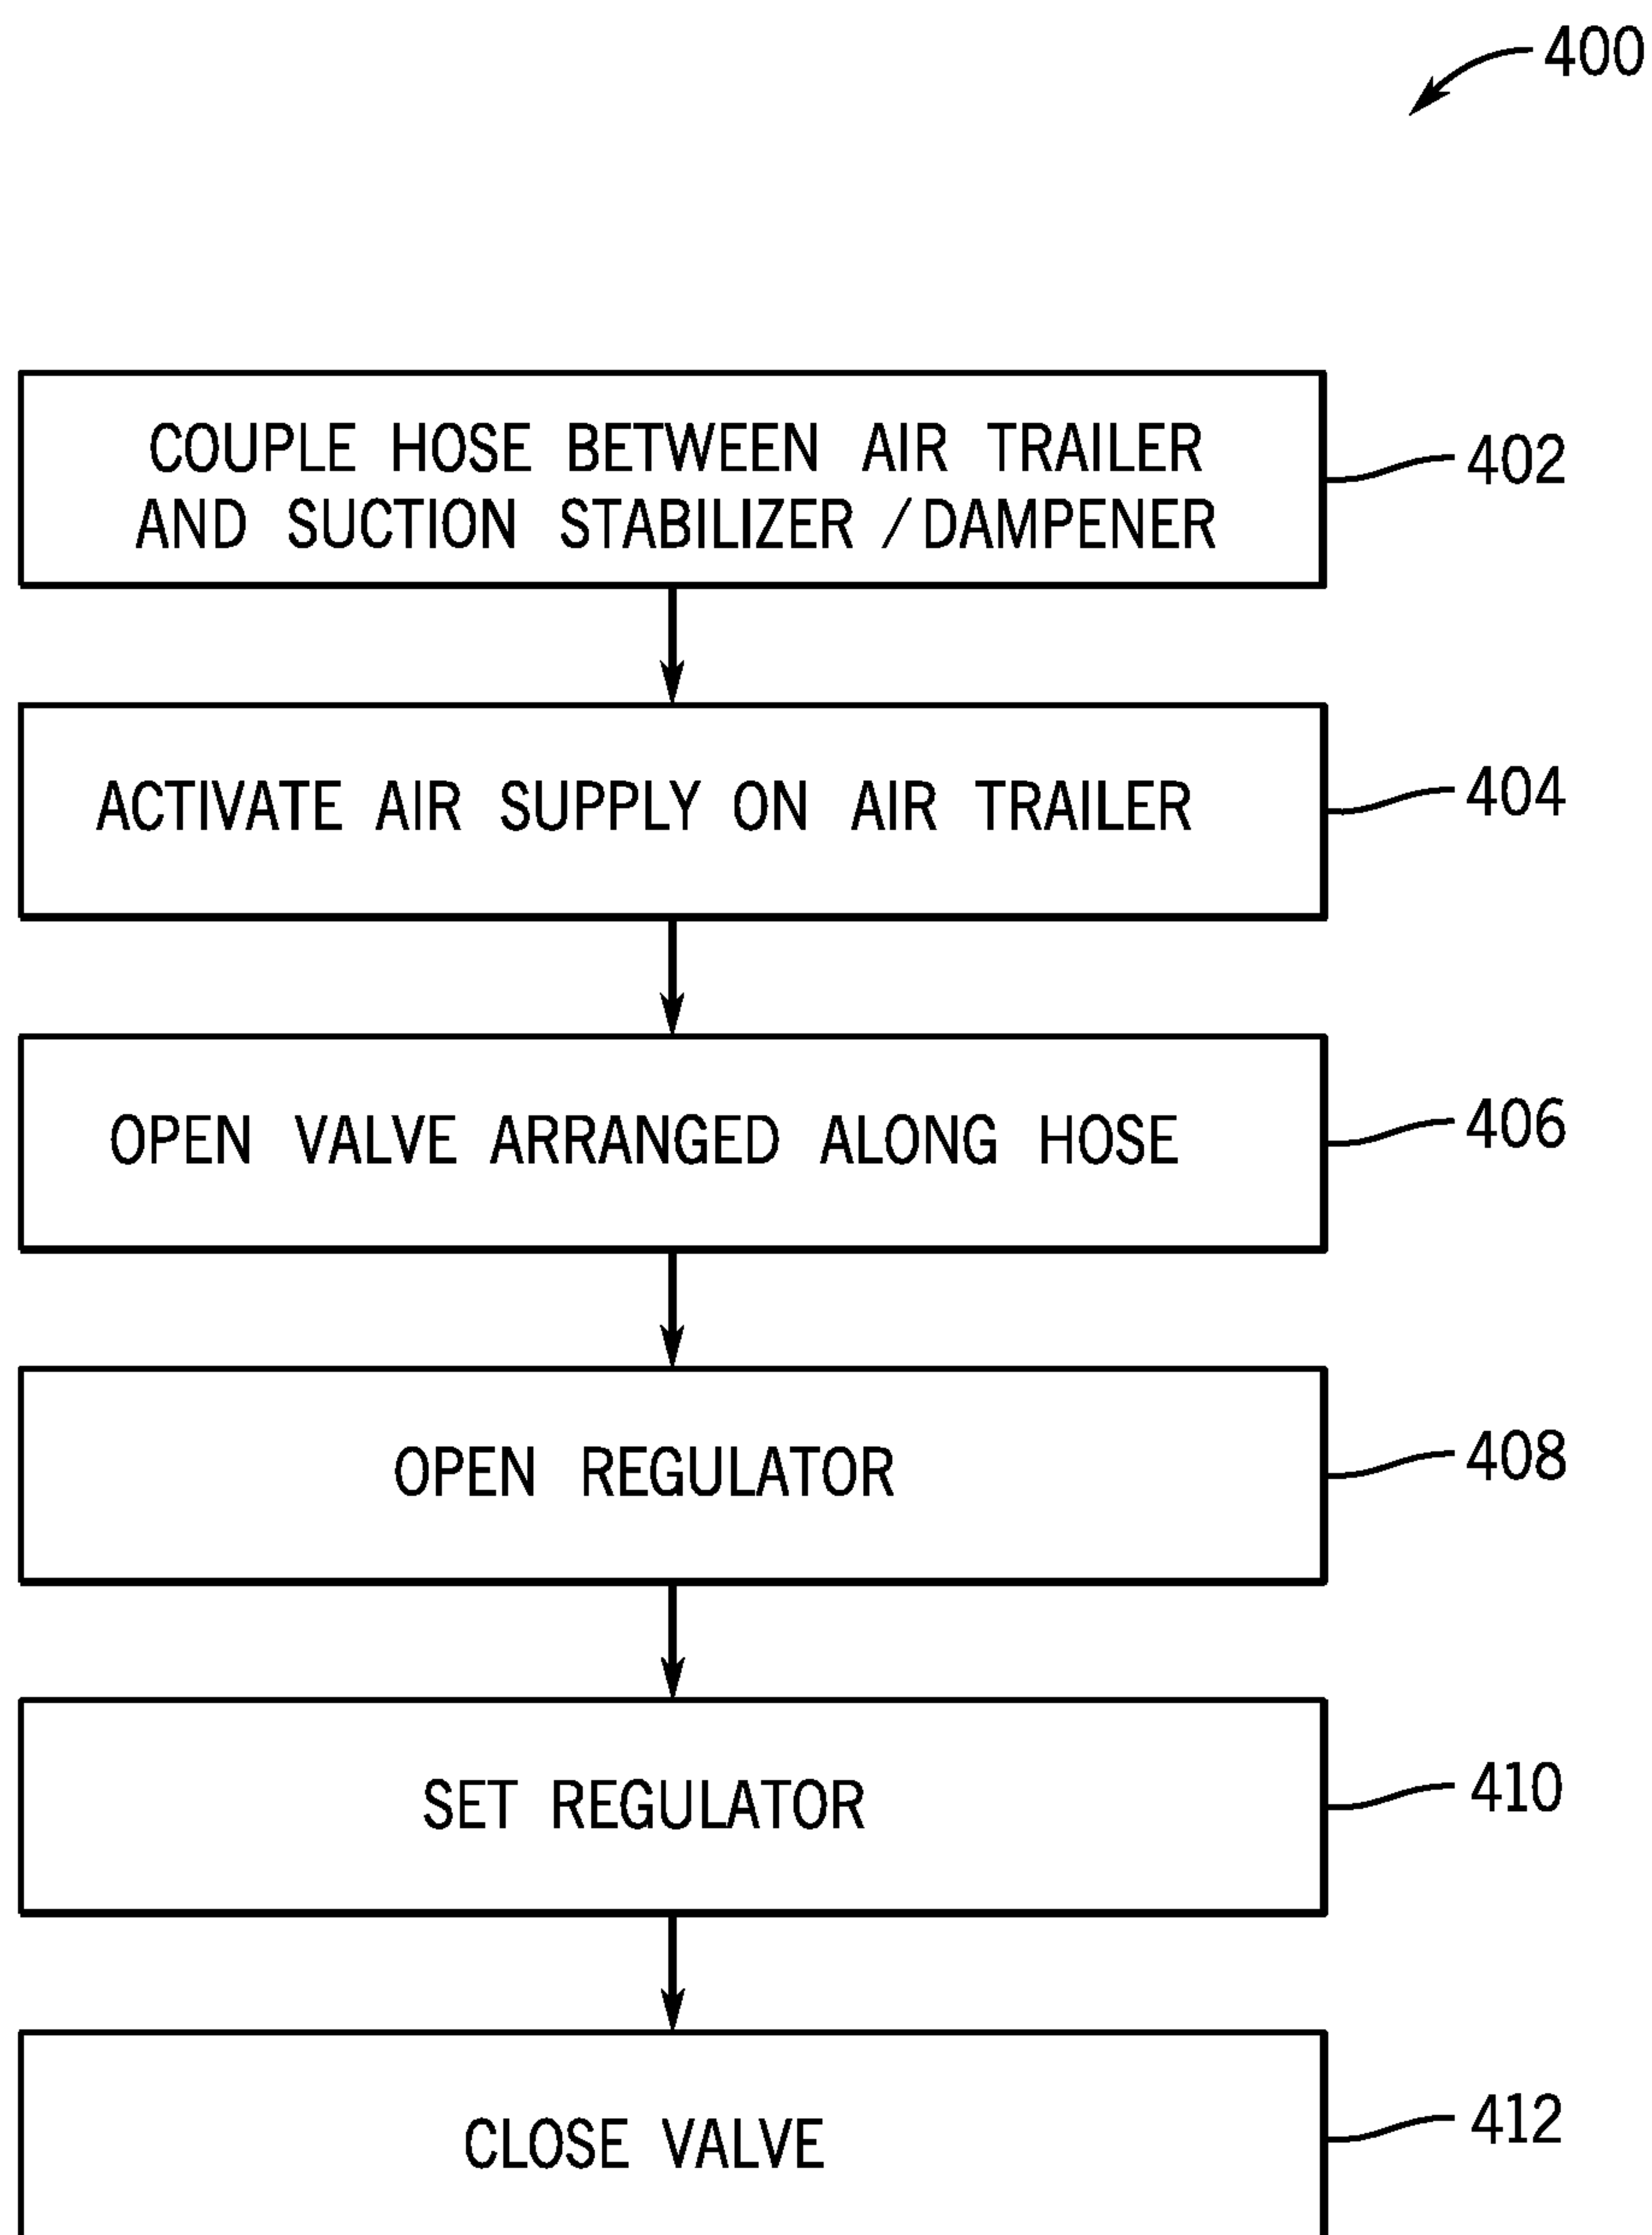 400
COUPLE HOSE BETWEEN AIR TRAILER
AND SUCTION STABILIZER /DAMPENER
402
ACTIVATE AIR SUPPLY ON AIR TRAILER
404
OPEN VALVE ARRANGED ALONG HOSE
406
OPEN REGULATOR
408
SET REGULATOR
410
CLOSE VALVE
412